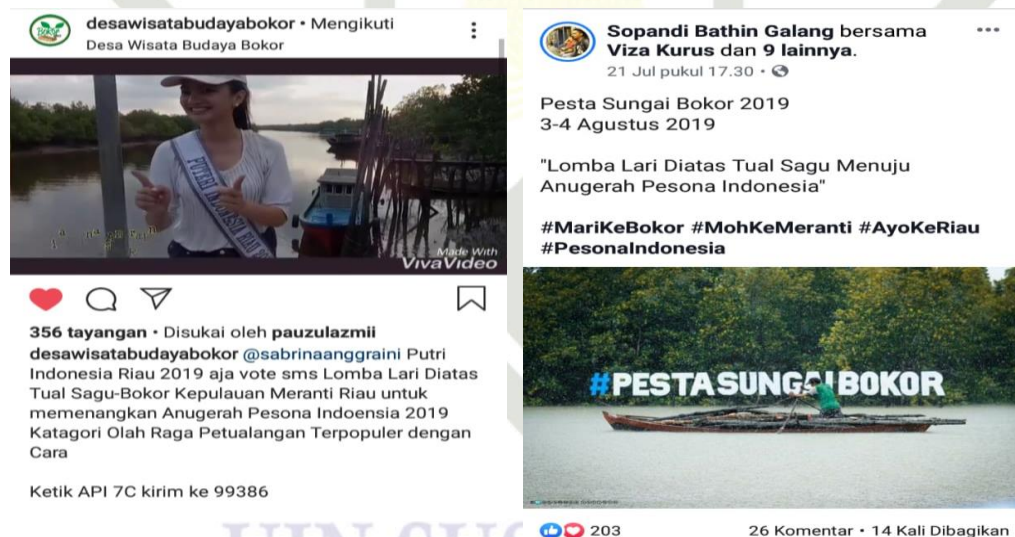 desawisatabudayabokor • Mengikuti
Desa Wisata Budaya Bokor
PUTRI INDONESIA RIAU
Made With
VivaVideo
356 tayangan • Disukai oleh pauzulazmii
desawisatabudayabokor @sabrinaanggraini Putri
Indonesia Riau 2019 aja vote sms Lomba Lari Diatas
Tual Sagu-Bokor Kepulauan Meranti Riau untuk
memenangkan Anugerah Pesona Indoensia 2019
Katagori Olah Raga Petualangan Terpopuler dengan
Cara
Ketik API 7C kirim ke 99386
Sopandi Bathin Galang bersama
Viza Kurus dan 9 lainnya.
21 Jul pukul 17.30 •
Pesta Sungai Bokor 2019
3-4 Agustus 2019
"Lomba Lari Diatas Tual Sagu Menuju
Anugerah Pesona Indonesia"
#MariKeBokor #MohKeMeranti #AyoKeRiau
#PesonaIndonesia
#PESTASUNGAIBOKOR
203
26 Komentar • 14 Kali Dibagikan